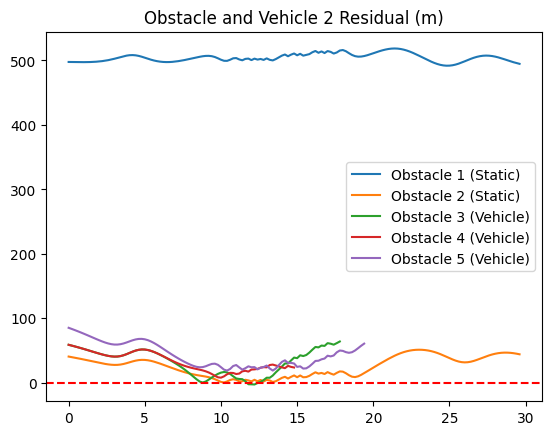 Obstacle and Vehicle 2 Residual (m)
500
400
300
200
100
0
Obstacle 1 (Static)
Obstacle 2 (Static)
Obstacle 3 (Vehicle)
Obstacle 4 (Vehicle)
Obstacle 5 (Vehicle)
0 5 10 15 20 25 30